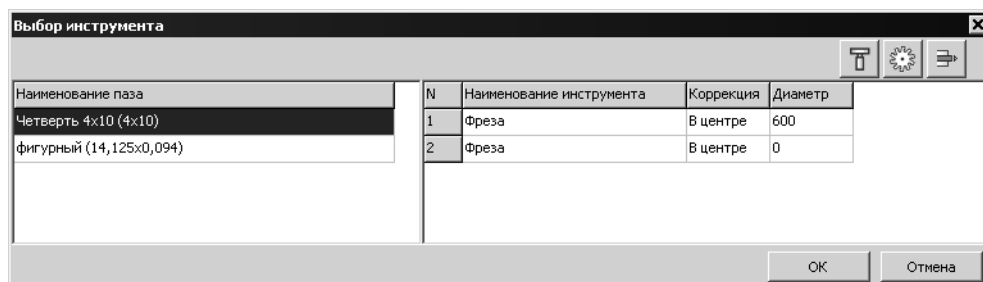 Выбор инструмента
Наименование паза
N Наименование инструмента Коррекция Диаметр
Четверть 4x10 (4x10)
1 Фреза В центре 600
фигурный (14,125x0,094)
2 Фреза В центре 0
ОК Отмена